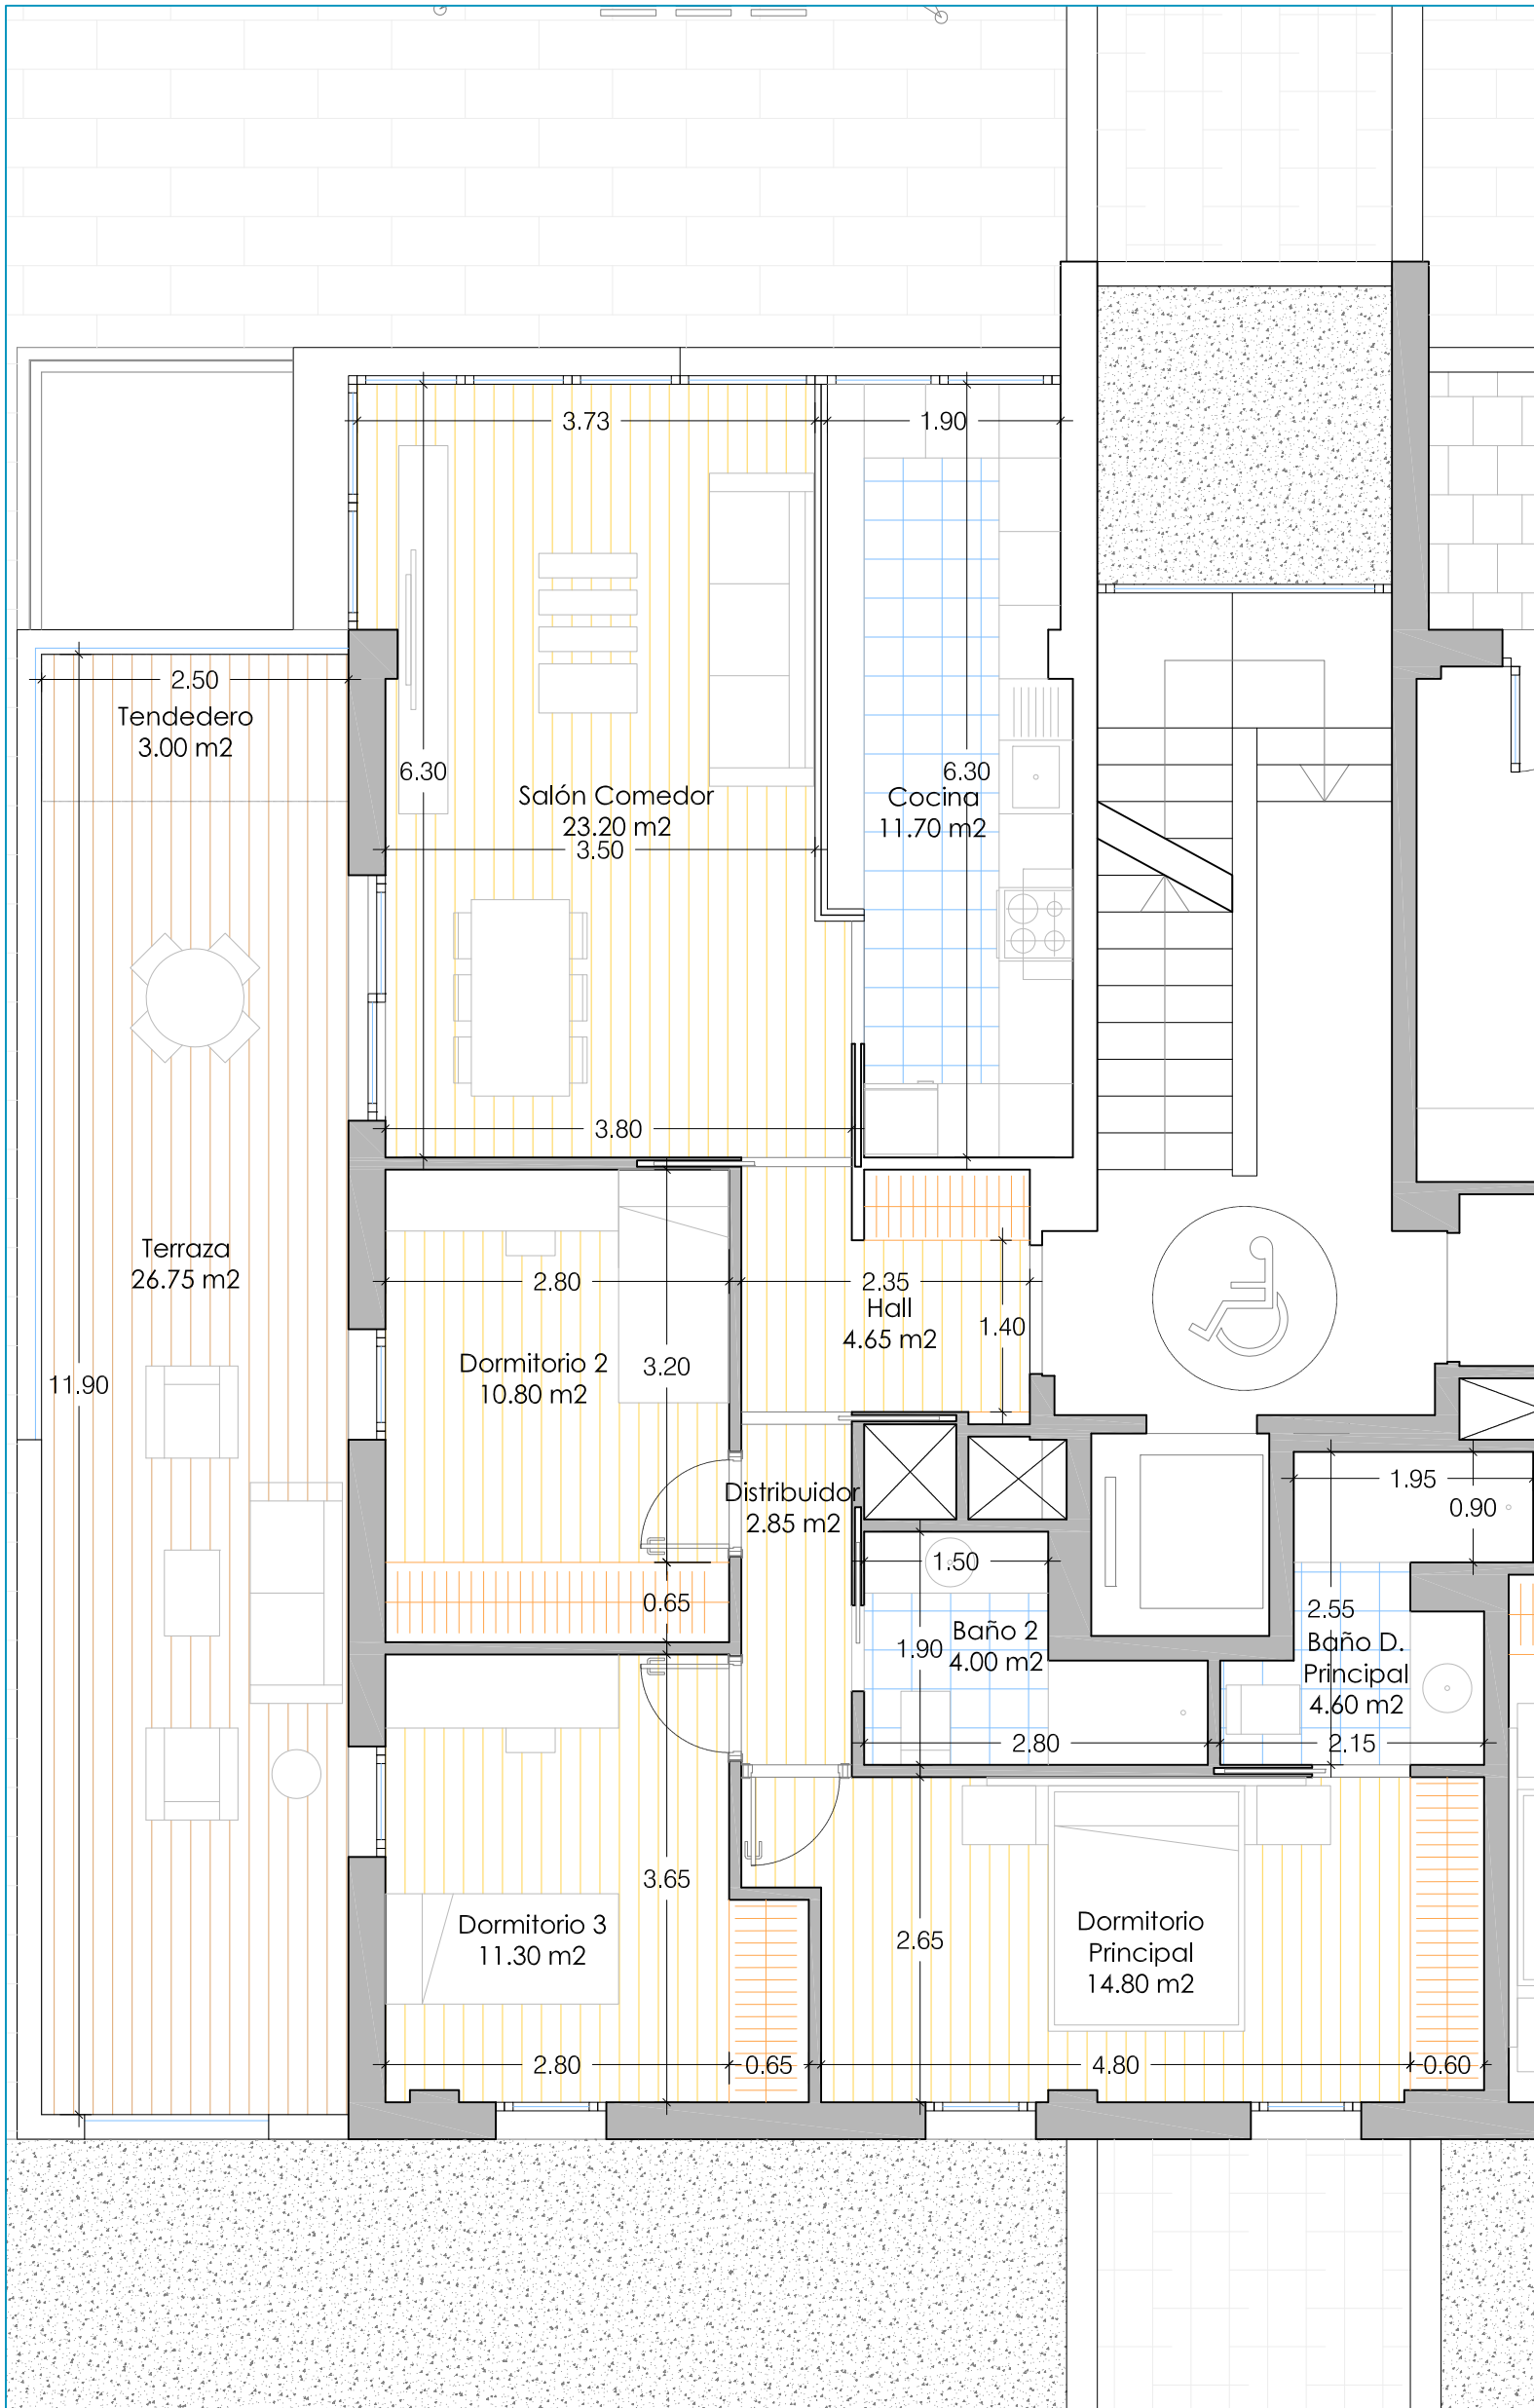 3.73
1.90
2.50
Tendedero
3.00 m2
6.30
6.30
Salón Comedor
23.20 m2
3.50
Cocina
11.70 m2
3.80
Terraza
26.75 m2
2.80
2.35
Hall
4.65 m2
1.40
Dormitorio 2
10.80 m2
3.20
11.90
Distribuidor
2.85 m2
1.95
0.90
1.50
0.65
2.55
Baño 2
4.00 m2
1.90
Baño D.
Principal
4.60 m2
2.80
2.15
3.65
Dormitorio 3
11.30 m2
2.65
Dormitorio
Principal
14.80 m2
2.80
0.65
4.80
0.60